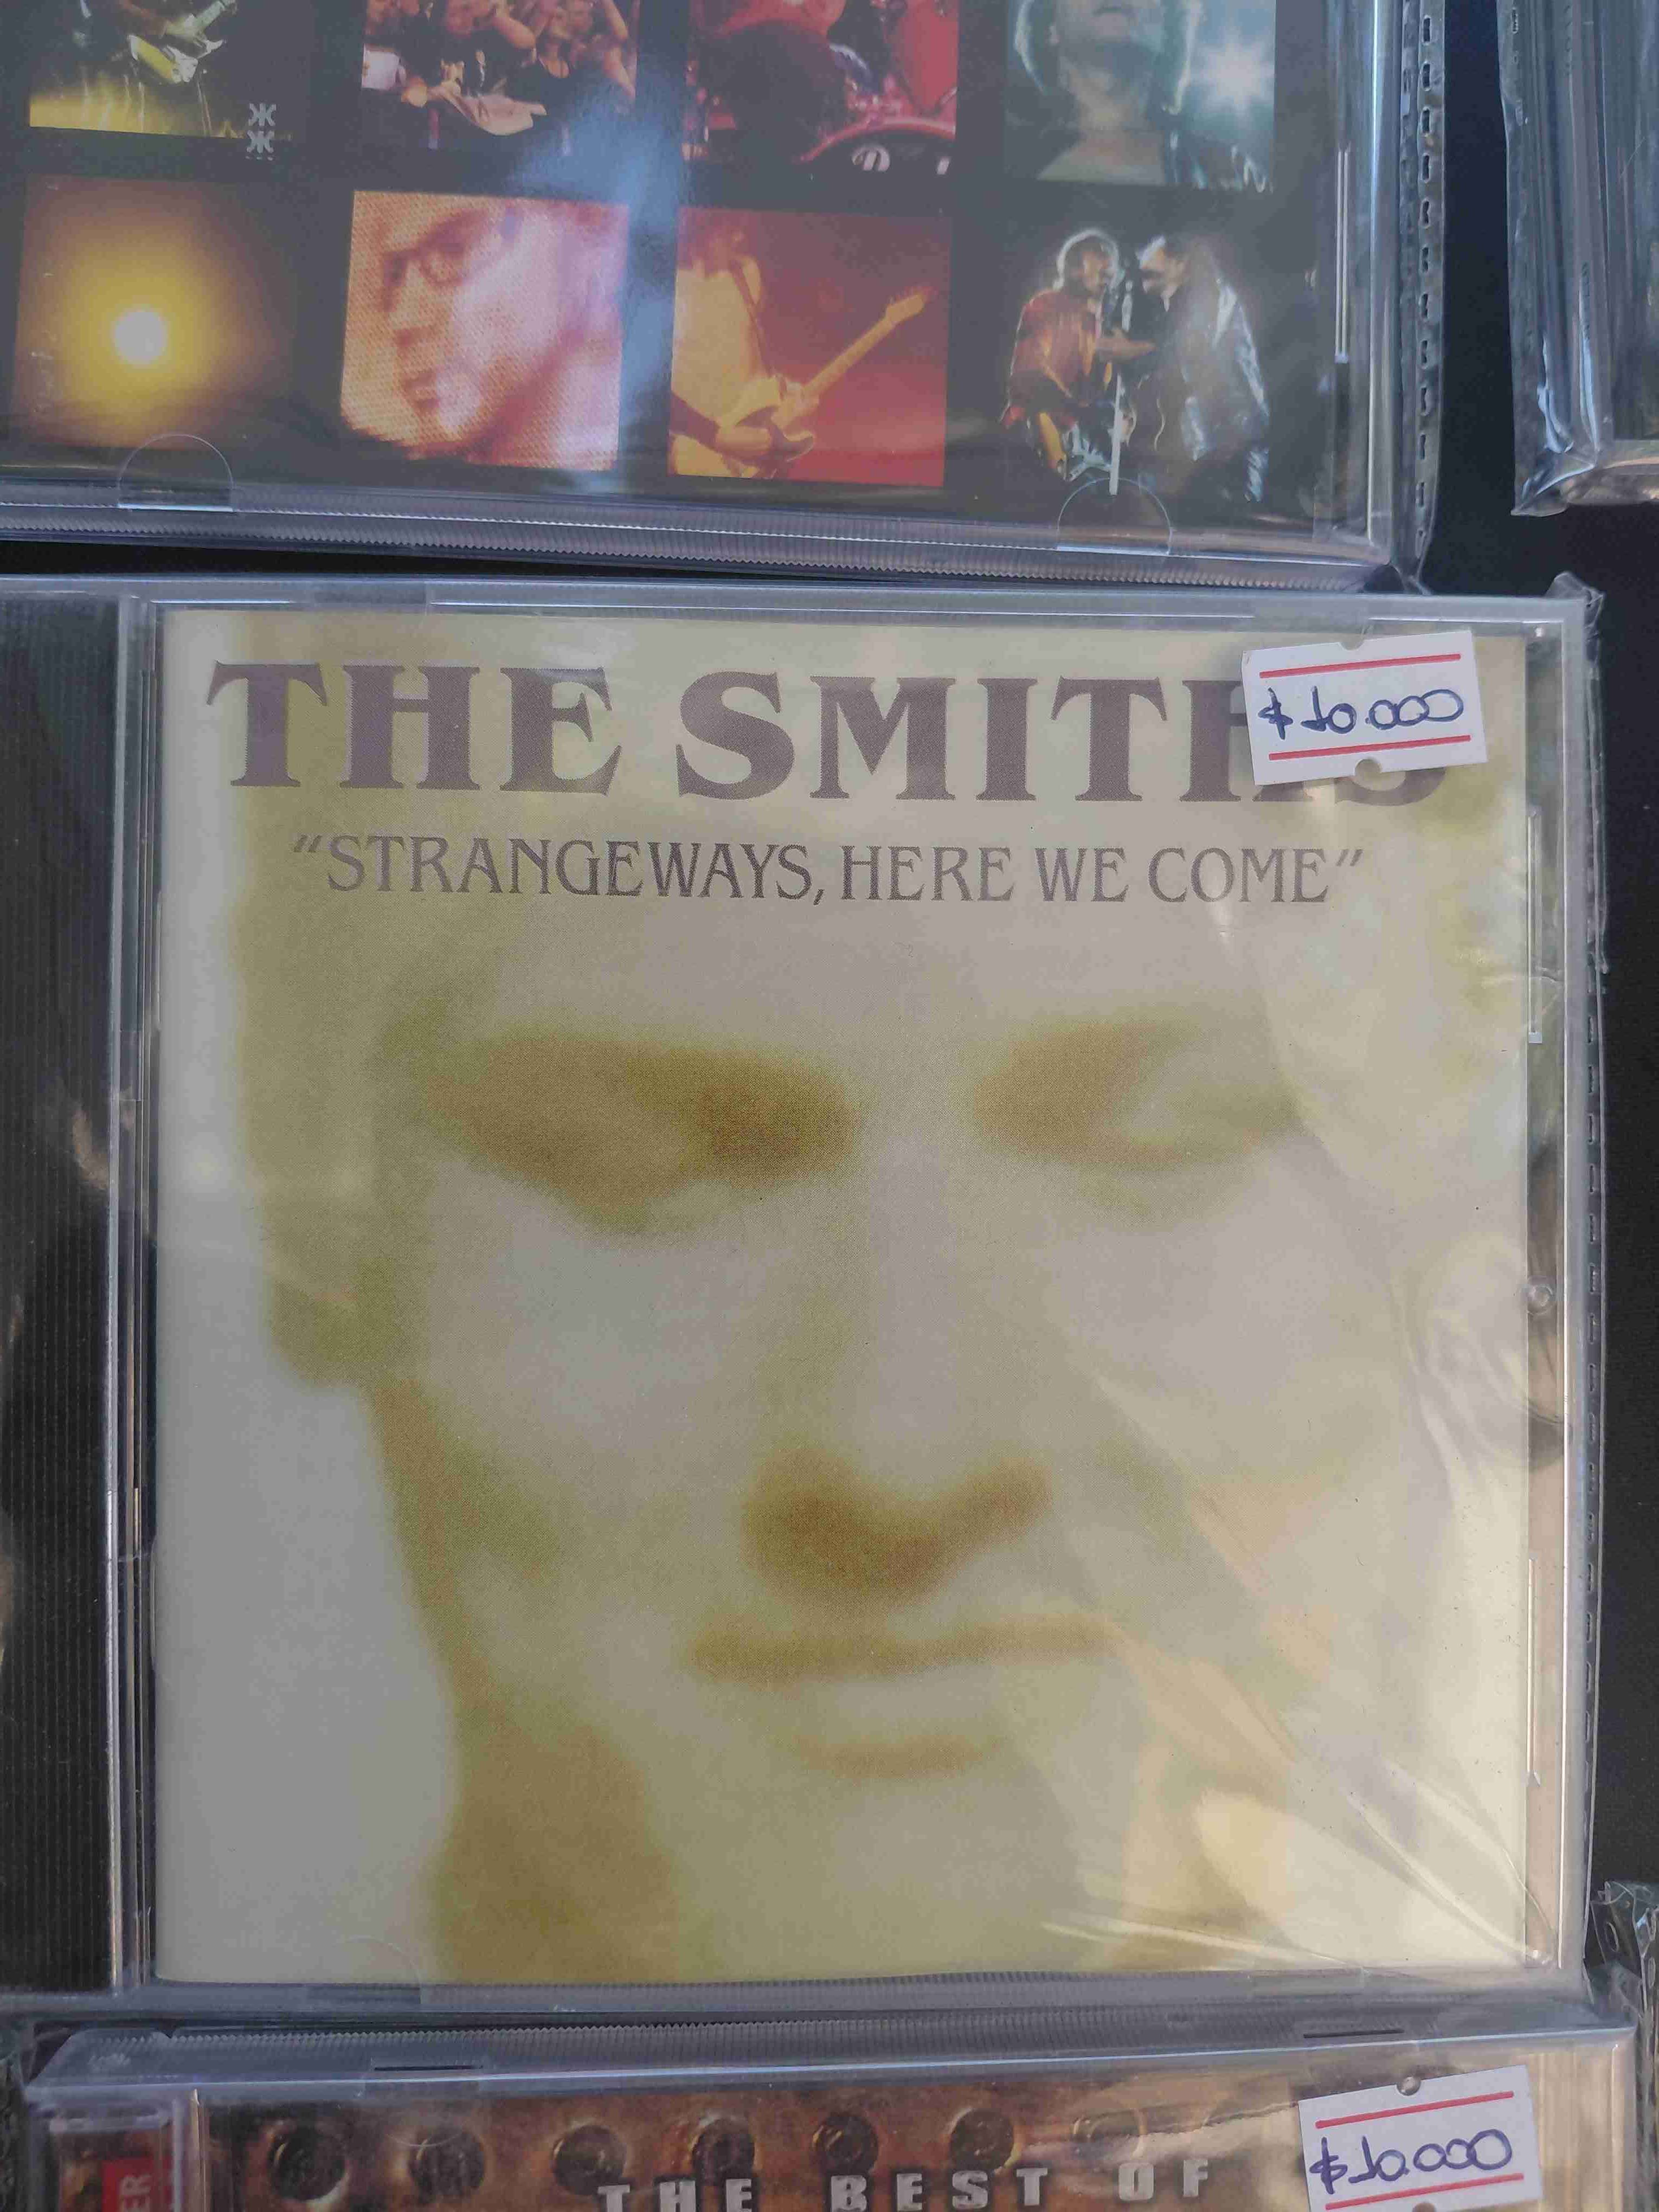 THE SMITHS
$10.000
"STRANGEWAYS, HERE WE COME"
$10.000
THE BEST OF